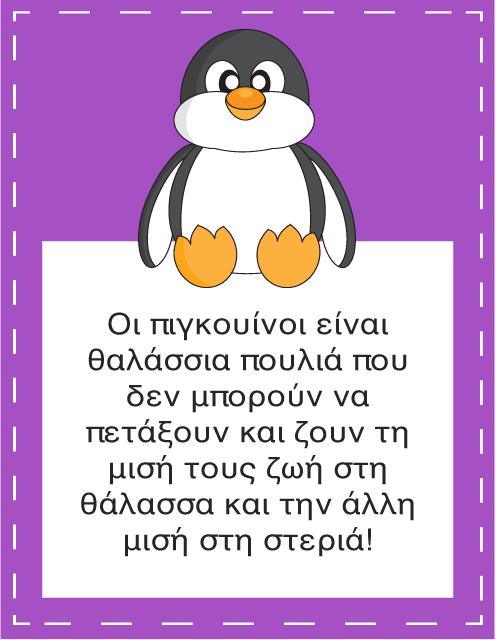 Οι πιγκουίνοι είναι
θαλάσσια πουλιά που
δεν μπορούν να
πετάξουν και ζουν τη
μισή τους ζωή στη
θάλασσα και την άλλη
μισή στη στεριά!